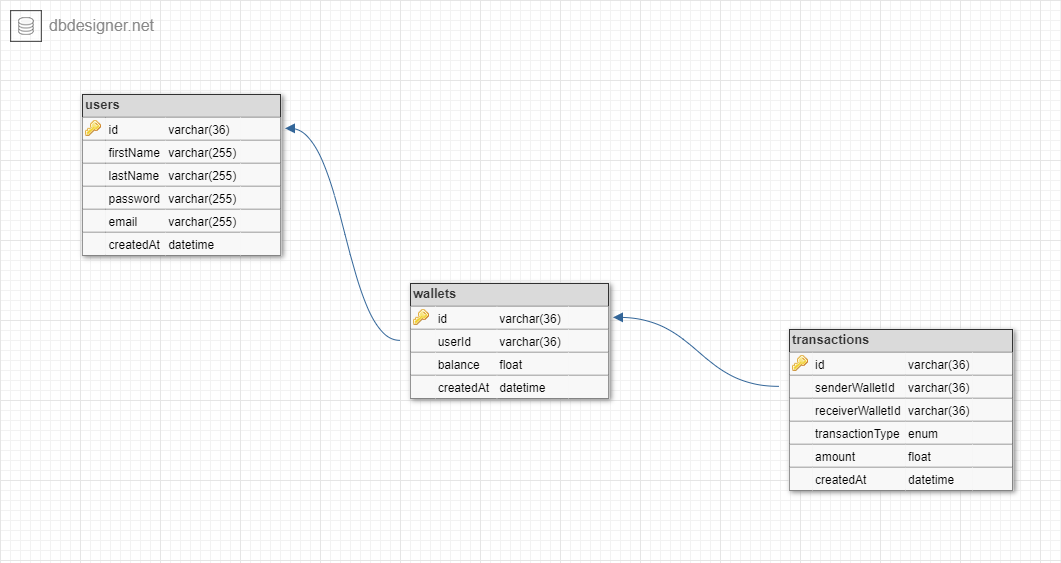 dbdesigner.net
users
id varchar(36)
firstName varchar(255)
lastName varchar(255)
password varchar(255)
email varchar(255)
createdAt datetime
wallets
id varchar(36)
userId varchar(36)
balance float
createdAt datetime
transactions
id varchar(36)
senderWalletId varchar(36)
receiverWalletId varchar(36)
transactionType enum
amount float
createdAt datetime